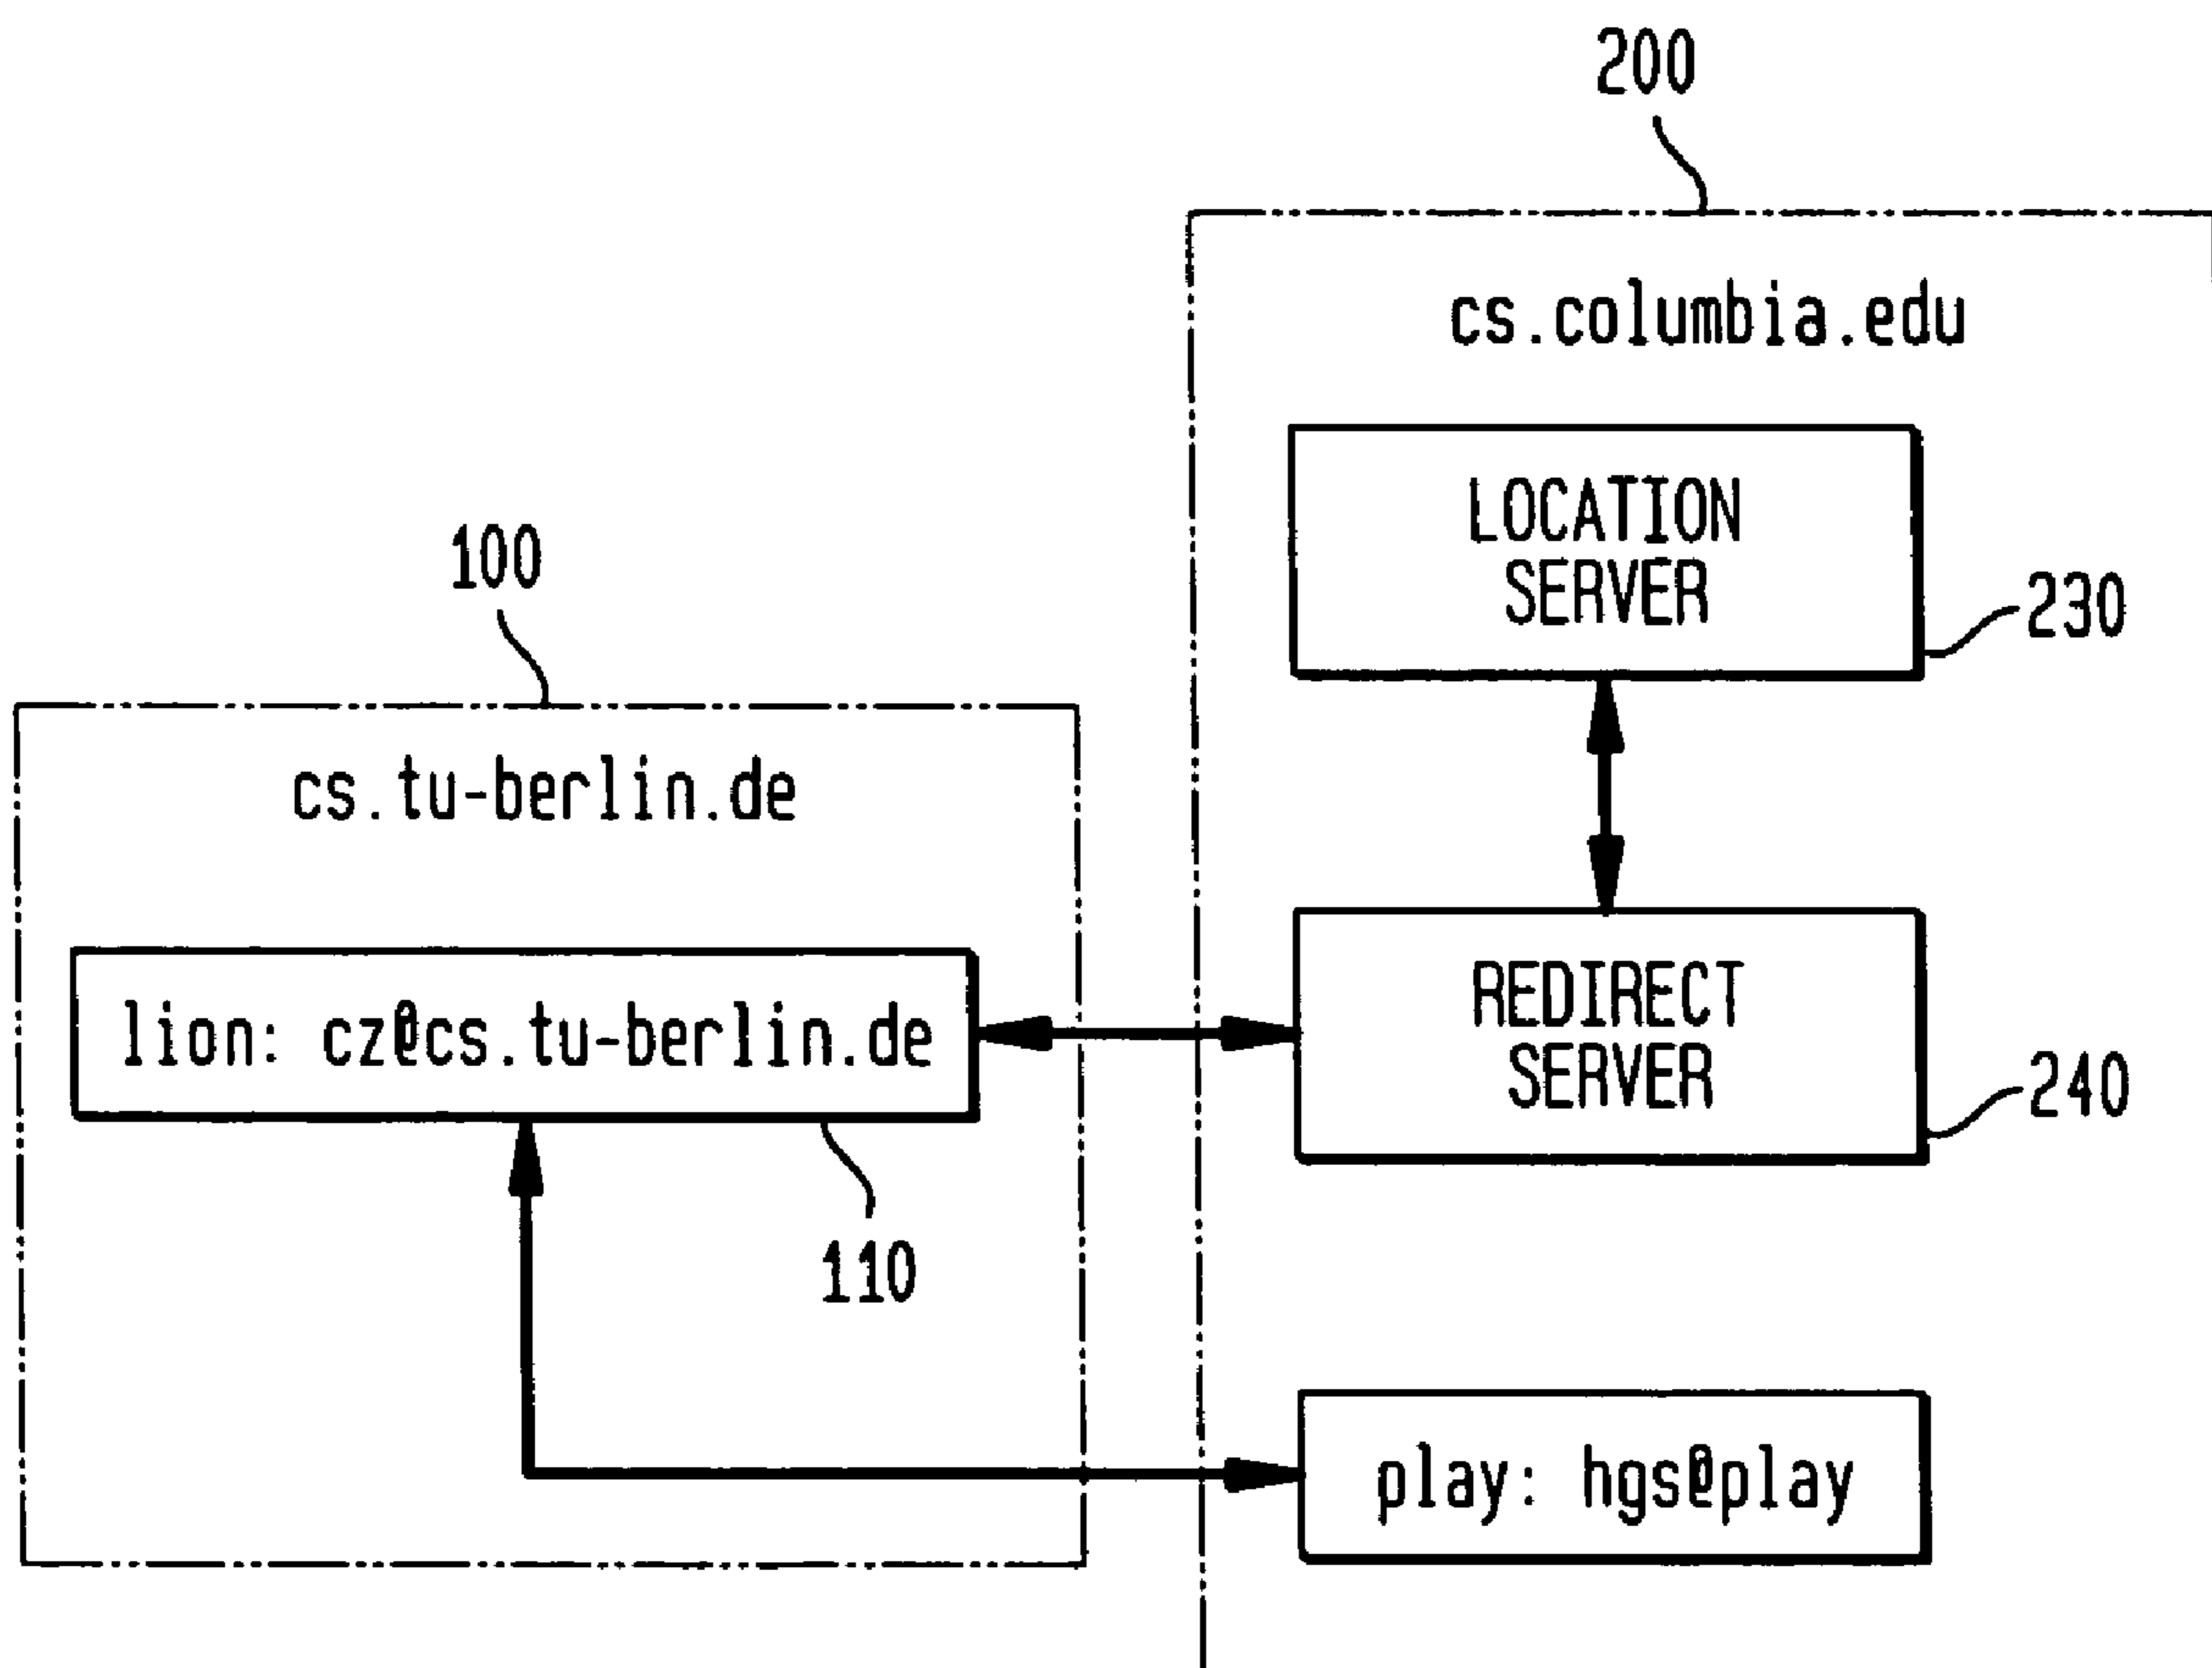 200
cs.columbia.edu
LOCATION
SERVER
230
100
cs.tu-berlin.de
lion: cz@cs.tu-berlin.de
110
REDIRECT
SERVER
240
play: hgs@play